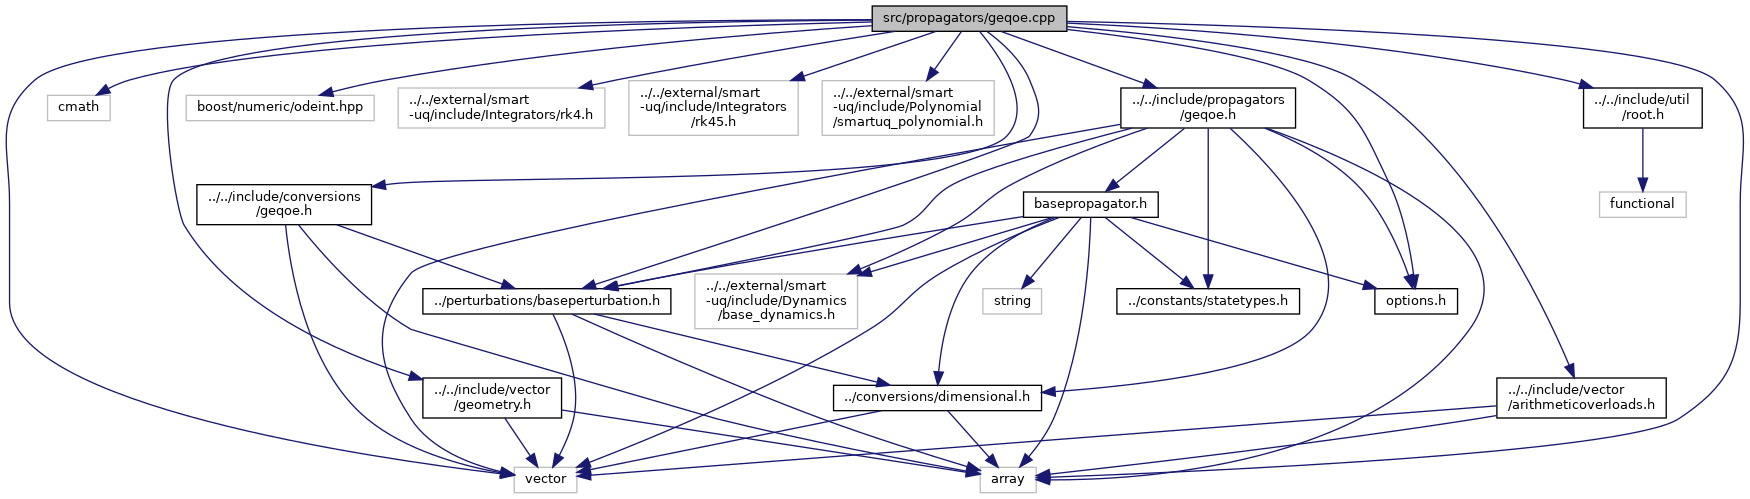 src/propagators/geqoe.cpp
cmath
boost/numeric/odeint.hpp
../../external/smart
-uq/include/Integrators/rk4.h
../../external/smart
-uq/include/Integrators
/rk45.h
../../external/smart
-uq/include/Polynomial
/smartuq_polynomial.h
../../include/propagators
/geqoe.h
../../include/util
/root.h
../../include/conversions
/geqoe.h
basepropagator.h
functional
../perturbations/baseperturbation.h
../../external/smart
-uq/include/Dynamics
/base_dynamics.h
string
../constants/statetypes.h
options.h
../../include/vector
/geometry.h
../conversions/dimensional.h
../../include/vector
/arithmeticoverloads.h
vector
array